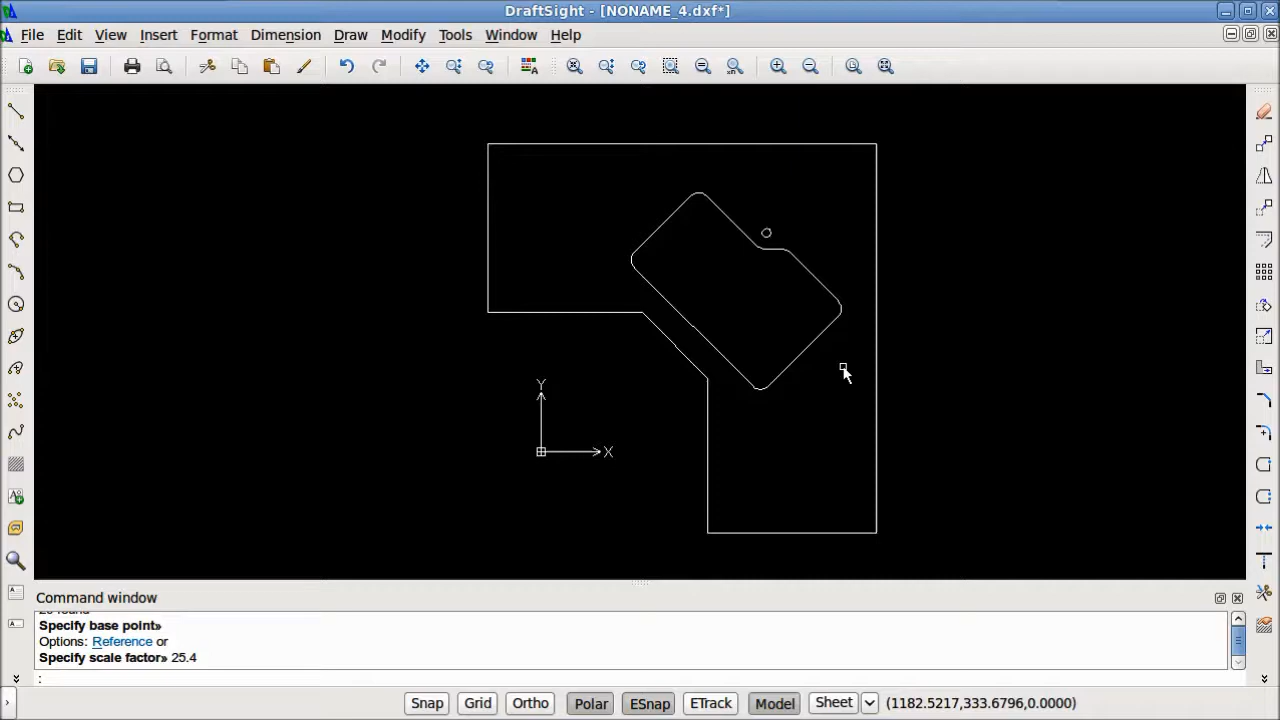 DraftSight - [NONAME_4.dxf*]
File Edit View Insert Format Dimension Draw Modify Tools Window Help
Y
X
Command window
Specify base point»
Options: Reference or
Specify scale factor» 25.4
:
Snap Grid Ortho Polar ESnap ETrack Model Sheet (1182.5217,333.6796,0.0000)